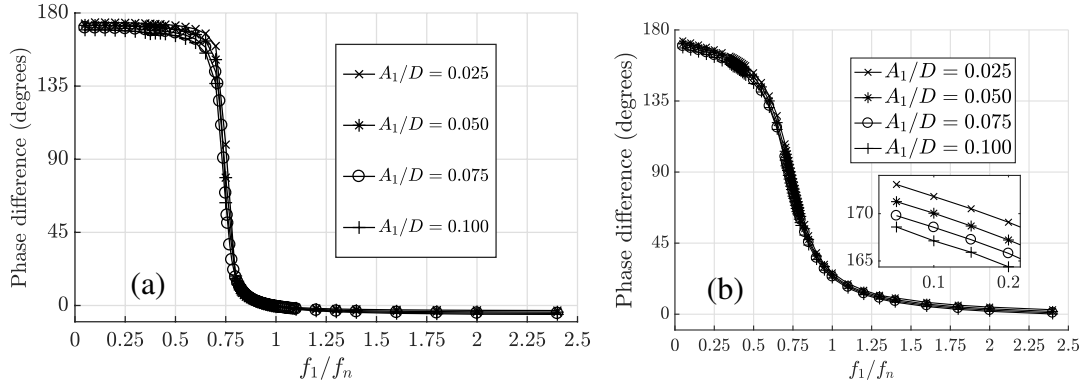 180
135
90
45
0
Phase difference (degrees)
A₁/D = 0.025
A₁/D = 0.050
A₁/D = 0.075
A₁/D = 0.100
(a)
0 0.25 0.5 0.75 1 1.25 1.5 1.75 2 2.25 2.5
f₁/fₙ
180
135
90
45
0
Phase difference (degrees)
A₁/D = 0.025
A₁/D = 0.050
A₁/D = 0.075
A₁/D = 0.100
170
165
0.1 0.2
(b)
0 0.25 0.50 0.75 1 1.25 1.5 1.75 2 2.25 2.5
f₁/fₙ